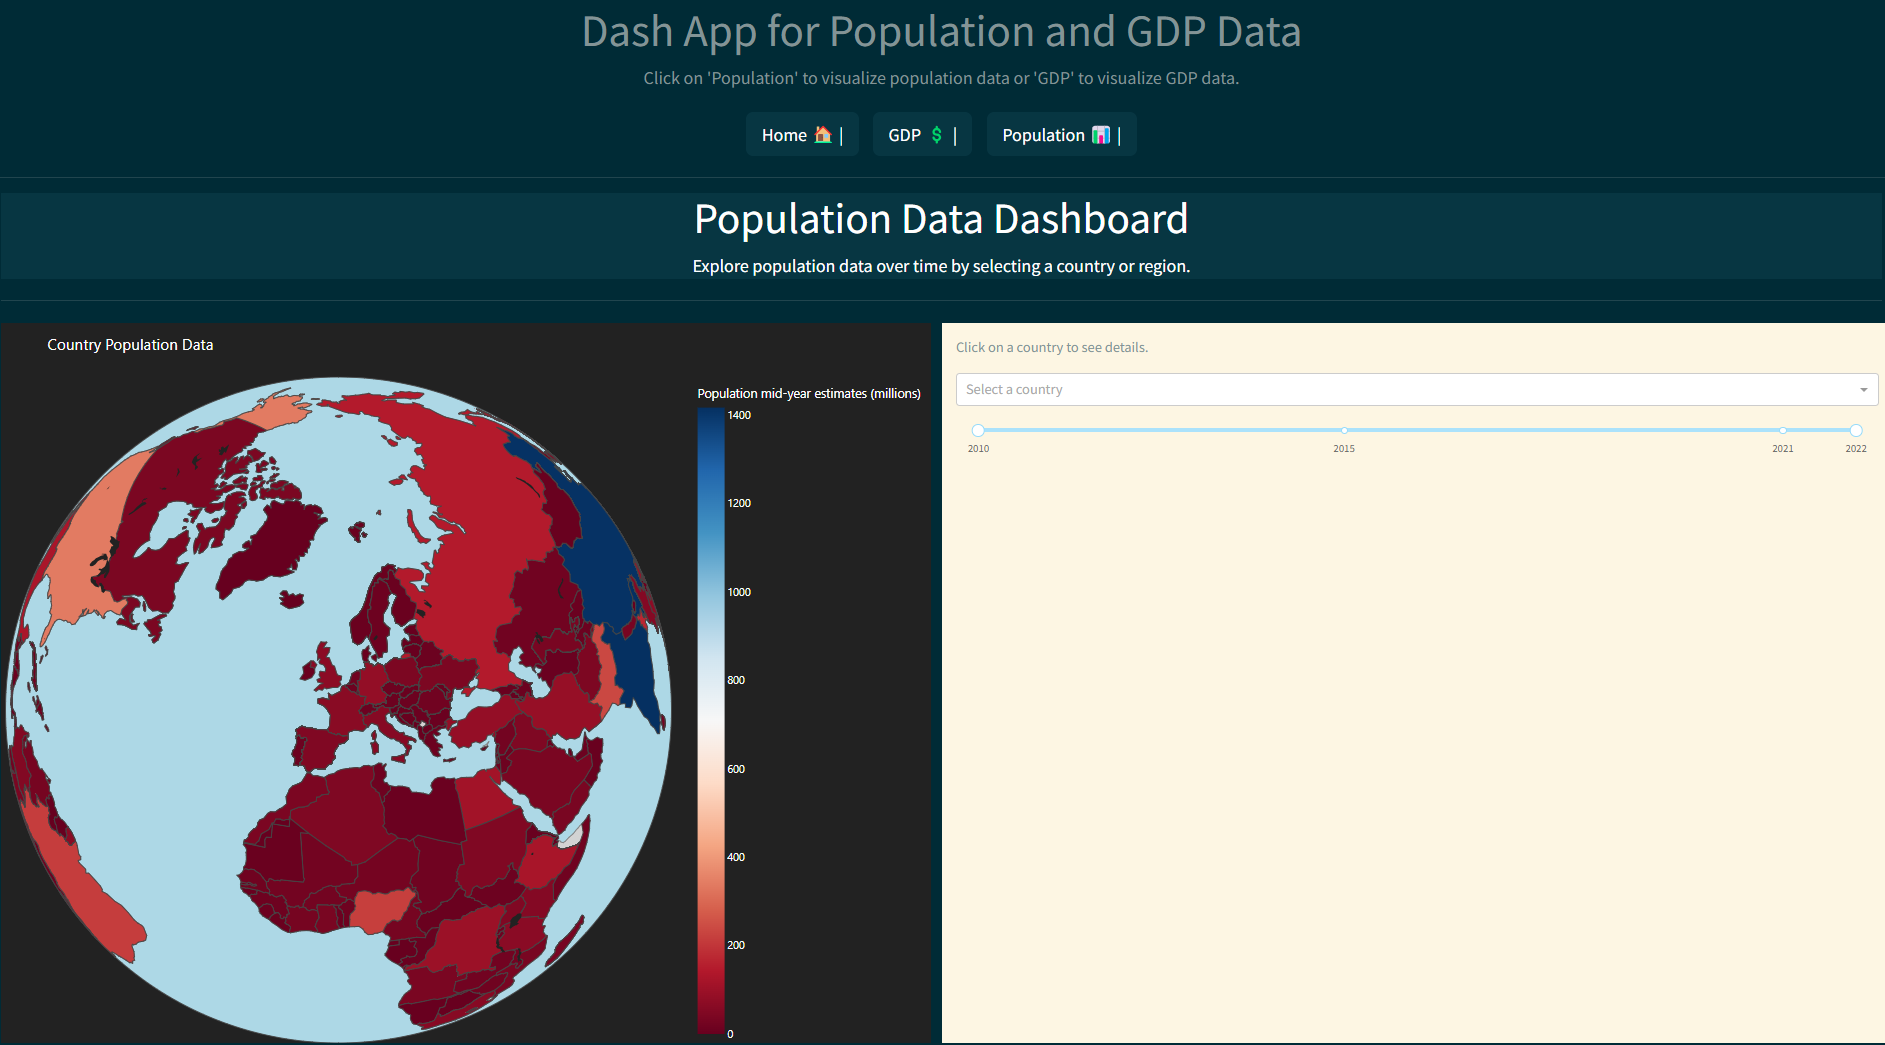 Dash App for Population and GDP Data
Click on 'Population' to visualize population data or 'GDP' to visualize GDP data.
Home 🏠 | GDP 💲 | Population 📊 |
Population Data Dashboard
Explore population data over time by selecting a country or region.
Country Population Data
Population mid-year estimates (millions)
1400
1200
1000
800
600
400
200
0
Click on a country to see details.
Select a country
2010 2015 2021 2022